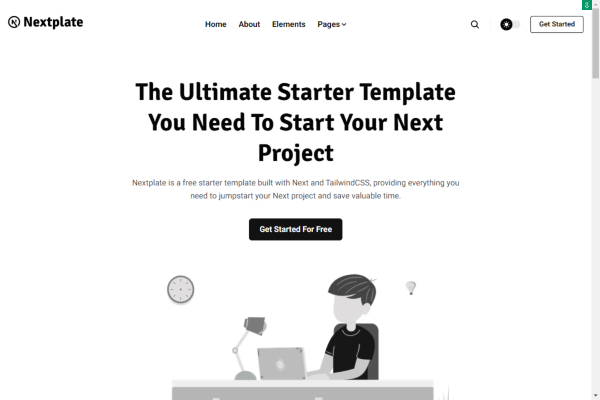 Nextplate
Home About Elements Pages
Get Started
The Ultimate Starter Template
You Need To Start Your Next
Project
Nextplate is a free starter template built with Next and TailwindCSS, providing everything you
need to jumpstart your Next project and save valuable time.
Get Started For Free